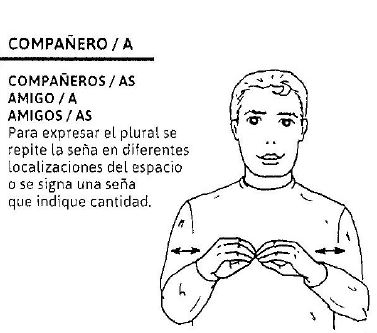 COMPAÑERO / A
COMPAÑEROS / AS
AMIGO / A
AMIGOS / AS
Para expresar el plural se
repite la seña en diferentes
localizaciones del espacio
o se signa una seña
que indique cantidad.